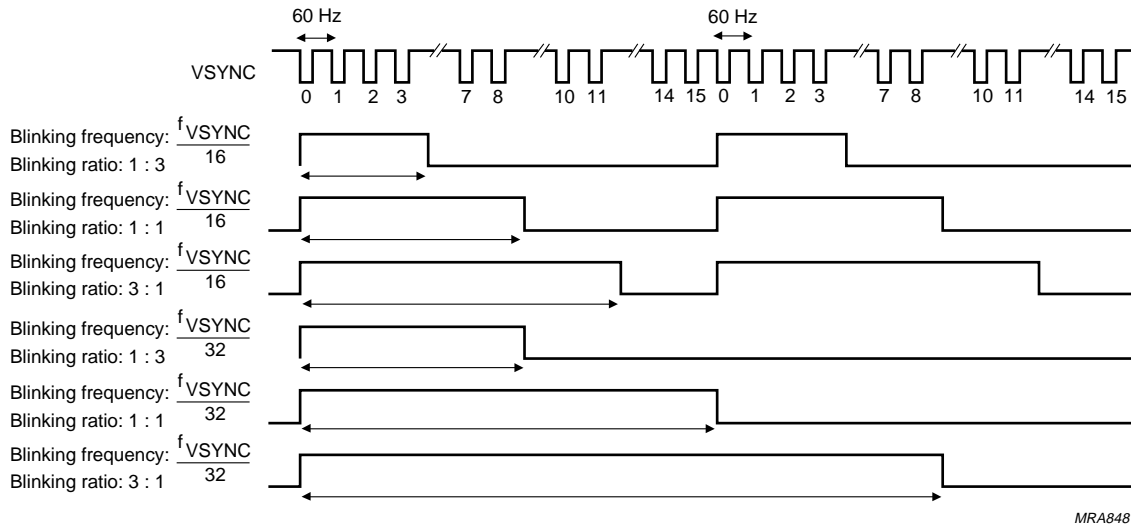 60 Hz 60 Hz
VSYNC
0 1 2 3 7 8 10 11 14 15 0 1 2 3 7 8 10 11 14 15
Blinking frequency: fVSYNC
16
Blinking ratio: 1 : 3
Blinking frequency: fVSYNC
16
Blinking ratio: 1 : 1
Blinking frequency: fVSYNC
16
Blinking ratio: 3 : 1
Blinking frequency: fVSYNC
32
Blinking ratio: 1 : 3
Blinking frequency: fVSYNC
32
Blinking ratio: 1 : 1
Blinking frequency: fVSYNC
32
Blinking ratio: 3 : 1
MRA848